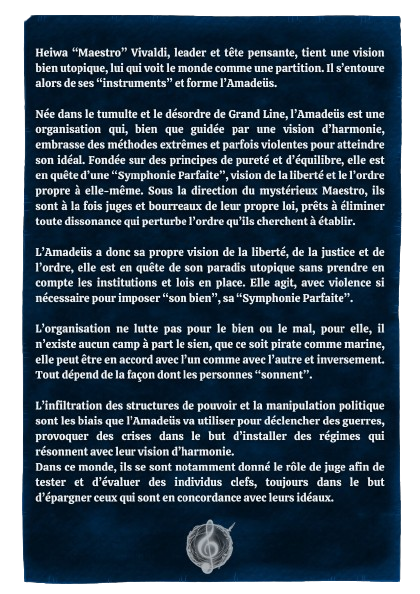 Heiwa “Maestro” Vivaldi, leader et tête pensante, tient une vision
bien utopique, lui qui voit le monde comme une partition. Il s’entoure
alors de ses “instruments” et forme l’Amadeüs.
Née dans le tumulte et le désordre de Grand Line, l’Amadeüs est une
organisation qui, bien que guidée par une vision d’harmonie,
embrasse des méthodes extrêmes et parfois violentes pour atteindre
son idéal. Fondée sur des principes de pureté et d’équilibre, elle est
en quête d’une “Symphonie Parfaite”, vision de la liberté et le l’ordre
propre à elle-même. Sous la direction du mystérieux Maestro, ils
sont à la fois juges et bourreaux de leur propre loi, prêts à éliminer
toute dissonance qui perturbe l’ordre qu’ils cherchent à établir.
L’Amadeüs a donc sa propre vision de la liberté, de la justice et de
l’ordre, elle est en quête de son paradis utopique sans prendre en
compte les institutions et lois en place. Elle agit, avec violence si
nécessaire pour imposer “son bien”, sa “Symphonie Parfaite”.
L’organisation ne lutte pas pour le bien ou le mal, pour elle, il
n’existe aucun camp à part le sien, que ce soit pirate comme marine,
elle peut être en accord avec l’un comme avec l’autre et inversement.
Tout dépend de la façon dont les personnes “sonnent”.
L’infiltration des structures de pouvoir et la manipulation politique
sont les biais que l’Amadeüs va utiliser pour déclencher des guerres,
provoquer des crises dans le but d’installer des régimes qui
résonnent avec leur vision d’harmonie.
Dans ce monde, ils se sont notamment donné le rôle de juge afin de
tester et d’évaluer des individus clefs, toujours dans le but
d’épargner ceux qui sont en concordance avec leurs idéaux.